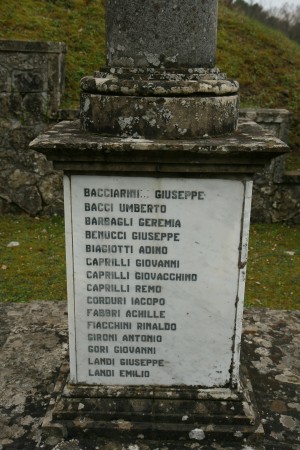 BACCIARINI... GIUSEPPE
BACCI UMBERTO
BARBAGLI GEREMIA
BENUCCI GIUSEPPE
BIAGIOTTI ADINO
CAPRILLI GIOVANNI
CAPRILLI GIOVACCHINO
CAPRILLI REMO
CORDURI IACOPO
FABBRI ACHILLE
FIACCHINI RINALDO
GIRONI ANTONIO
GORI GIOVANNI
LANDI GIUSEPPE
LANDI EMILIO